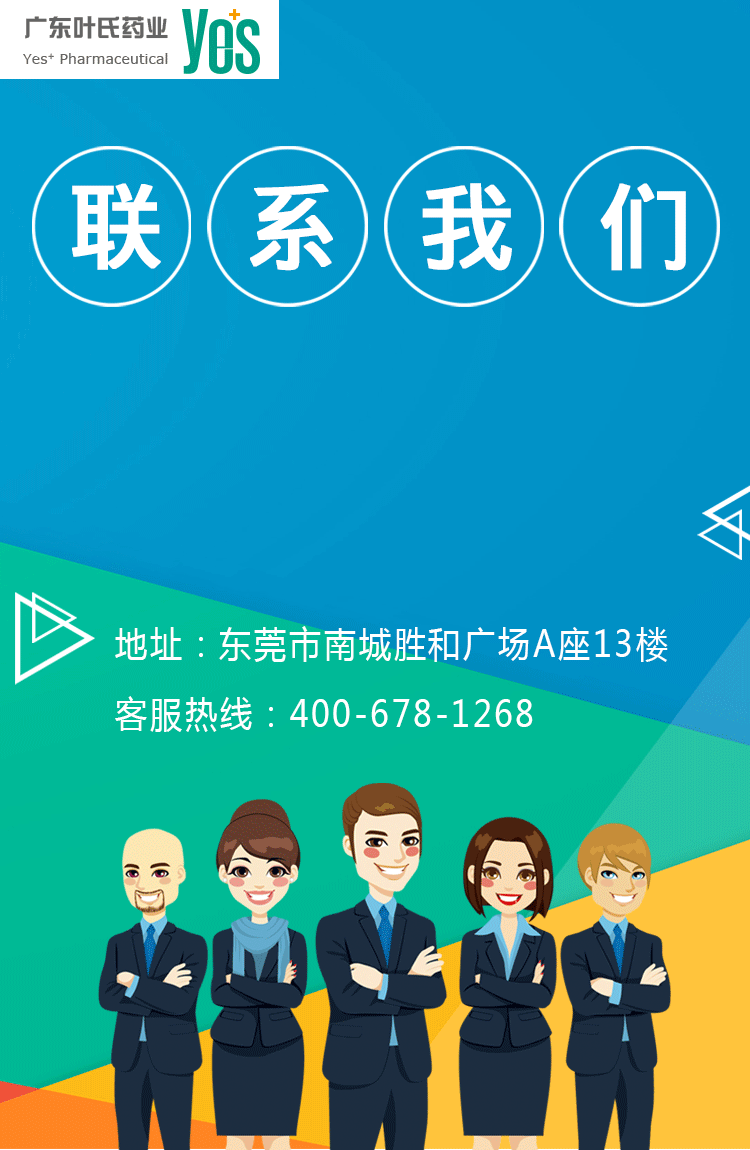 广东叶氏药业
Yes⁺ Pharmaceutical
yes
联系我们
地址：东莞市南城胜和广场A座13楼
客服热线：400-678-1268